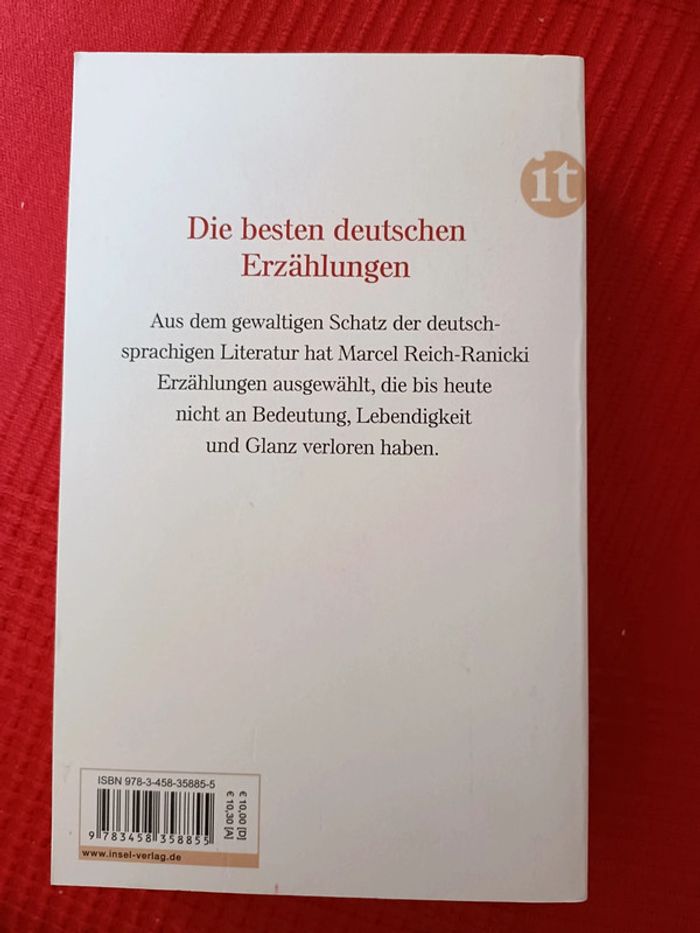 it
Die besten deutschen
Erzählungen
Aus dem gewaltigen Schatz der deutsch-
sprachigen Literatur hat Marcel Reich-Ranicki
Erzählungen ausgewählt, die bis heute
nicht an Bedeutung, Lebendigkeit
und Glanz verloren haben.
ISBN 978-3-458-35885-5
€ 10,00 [D]
€ 10,30 [A]
9 783458 358855
www.insel-verlag.de